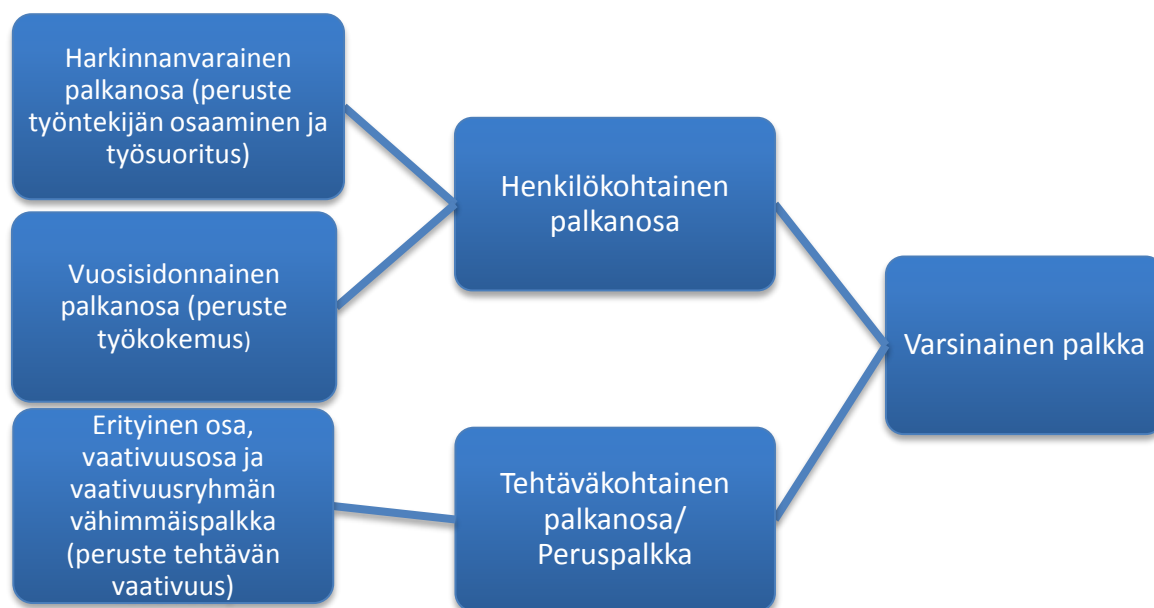 Harkinnanvarainen
palkanosa (peruste
työntekijän osaaminen ja
työsuoritus)
Vuosisidonnainen
palkanosa (peruste
työkokemus)
Erityinen osa,
vaativuusosa ja
vaativuusryhmän
vähimmäispalkka
(peruste tehtävän
vaativuus)
Henkilökohtainen
palkanosa
Tehtäväkohtainen
palkanosa/
Peruspalkka
Varsinainen palkka